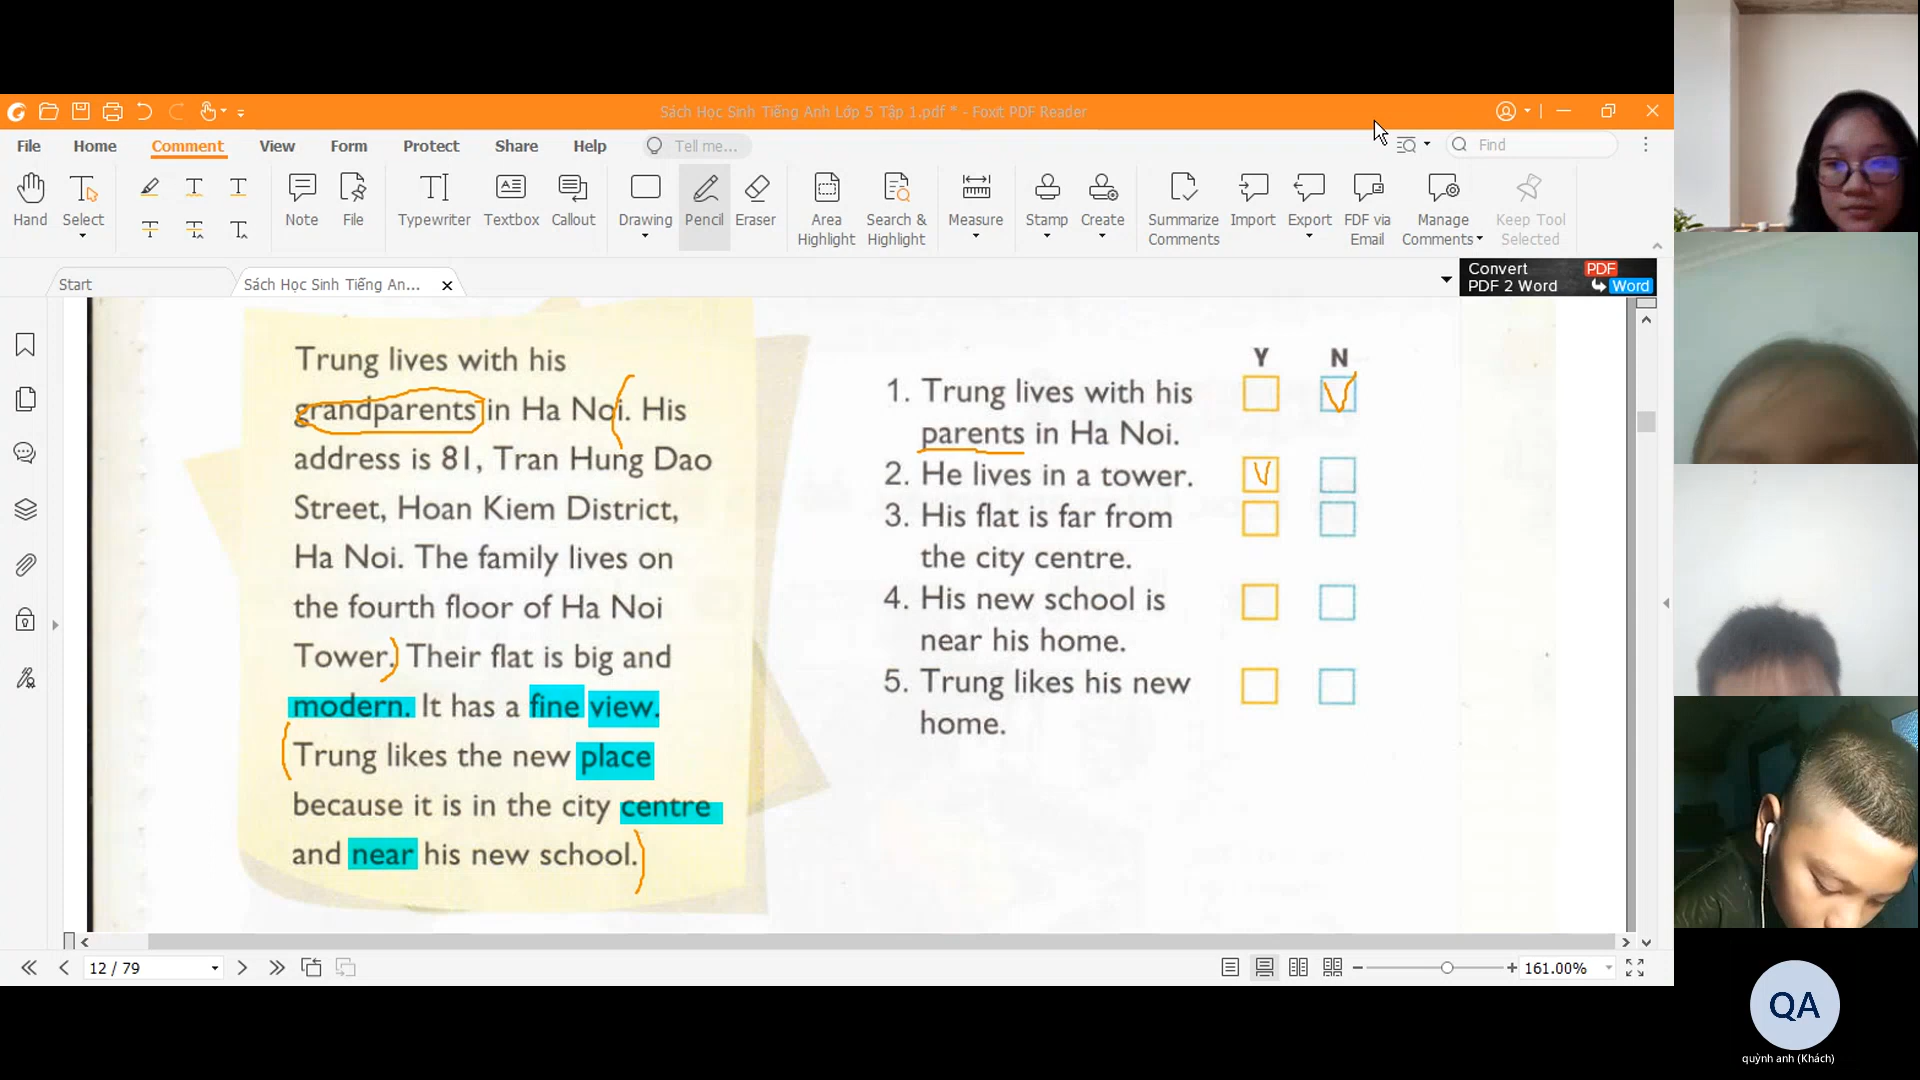 Sách Học Sinh Tiếng Anh Lớp 5 Tập 1.pdf * - Foxit PDF Reader
File Home Comment View Form Protect Share Help Tell me... Find
Hand Select Note File Typewriter Textbox Callout Drawing Pencil Eraser Area Highlight Search & Highlight Measure Stamp Create Summarize Comments Import Export FDF via Email Manage Comments Keep Tool Selected
Start Sách Học Sinh Tiếng An...
Convert PDF
PDF 2 Word Word
Trung lives with his
grandparents in Ha Noi. His
address is 81, Tran Hung Dao
Street, Hoan Kiem District,
Ha Noi. The family lives on
the fourth floor of Ha Noi
Tower. Their flat is big and
modern. It has a fine view.
Trung likes the new place
because it is in the city centre
and near his new school.
Y N
1. Trung lives with his
parents in Ha Noi.
2. He lives in a tower.
3. His flat is far from
the city centre.
4. His new school is
near his home.
5. Trung likes his new
home.
12 / 79
161.00%
QA
quỳnh anh (Khách)